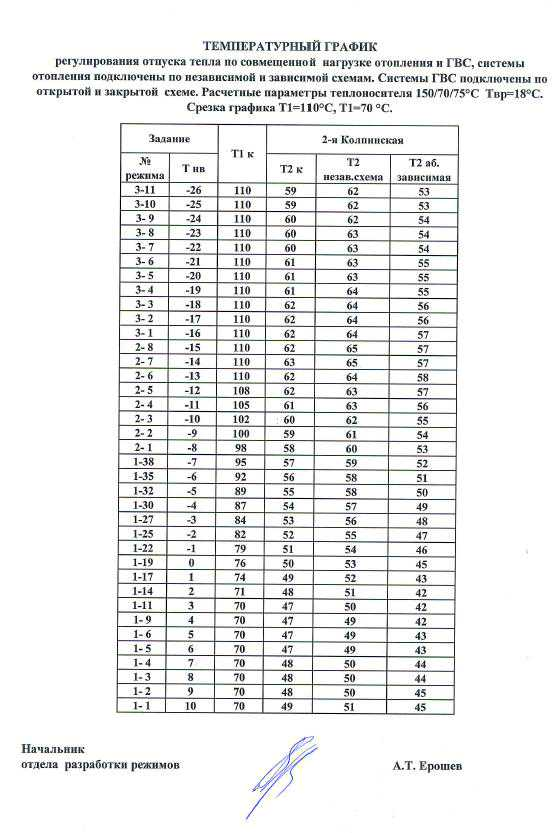 ТЕМПЕРАТУРНЫЙ ГРАФИК
регулирования отпуска тепла по совмещенной нагрузке отопления и ГВС, системы
отопления подключены по независимой и зависимой схемам. Системы ГВС подключены по
открытой и закрытой схеме. Расчетные параметры теплоносителя 150/70/75°С Твр=18°С.
Срезка графика Т1=110°С, Т1=70 °С.
Задание Т1 к 2-я Колпинская
№ режима Т нв Т2 к Т2 незав.схема Т2 аб. зависимая
3-11 -26 110 59 62 53
3-10 -25 110 59 62 53
3- 9 -24 110 60 62 54
3- 8 -23 110 60 63 54
3- 7 -22 110 60 63 54
3- 6 -21 110 61 63 55
3- 5 -20 110 61 63 55
3- 4 -19 110 61 64 55
3- 3 -18 110 62 64 56
3- 2 -17 110 62 64 56
3- 1 -16 110 62 64 57
2- 8 -15 110 62 65 57
2- 7 -14 110 63 65 57
2- 6 -13 110 62 64 58
2- 5 -12 108 62 63 57
2- 4 -11 105 61 63 56
2- 3 -10 102 60 62 55
2- 2 -9 100 59 61 54
2- 1 -8 98 58 60 53
1-38 -7 95 57 59 52
1-35 -6 92 56 58 51
1-32 -5 89 55 58 50
1-30 -4 87 54 57 49
1-27 -3 84 53 56 48
1-25 -2 82 52 55 47
1-22 -1 79 51 54 46
1-19 0 76 50 53 45
1-17 1 74 49 52 43
1-14 2 71 48 51 42
1-11 3 70 47 50 42
1- 9 4 70 47 49 42
1- 6 5 70 47 49 43
1- 5 6 70 47 49 43
1- 4 7 70 48 50 44
1- 3 8 70 48 50 44
1- 2 9 70 48 50 45
1- 1 10 70 49 51 45
Начальник
отдела разработки режимов А.Т. Ерошев